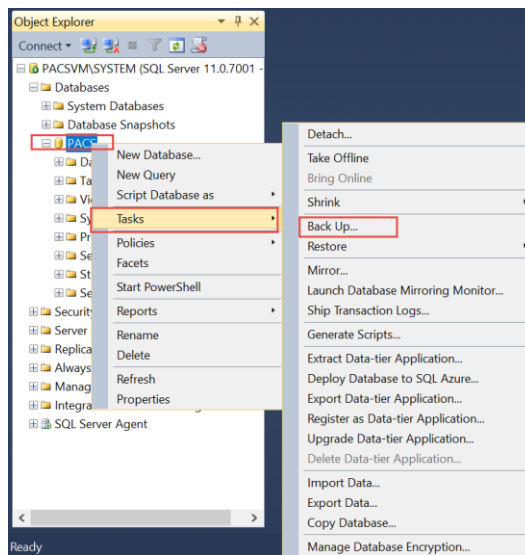 Object Explorer
Connect
PACSVM\SYSTEM (SQL Server 11.0.7001 -
Databases
System Databases
Database Snapshots
PACS
Da
Ta
Vi
Sy
Pr
Se
St
Se
Securit
Server
Replica
Always
Manag
Integra
SQL Server Agent
New Database...
New Query
Script Database as
Tasks
Policies
Facets
Start PowerShell
Reports
Rename
Delete
Refresh
Properties
Detach...
Take Offline
Bring Online
Shrink
Back Up...
Restore
Mirror...
Launch Database Mirroring Monitor...
Ship Transaction Logs...
Generate Scripts...
Extract Data-tier Application...
Deploy Database to SQL Azure...
Export Data-tier Application...
Register as Data-tier Application...
Upgrade Data-tier Application...
Delete Data-tier Application...
Import Data...
Export Data...
Copy Database...
Manage Database Encryption...
Ready